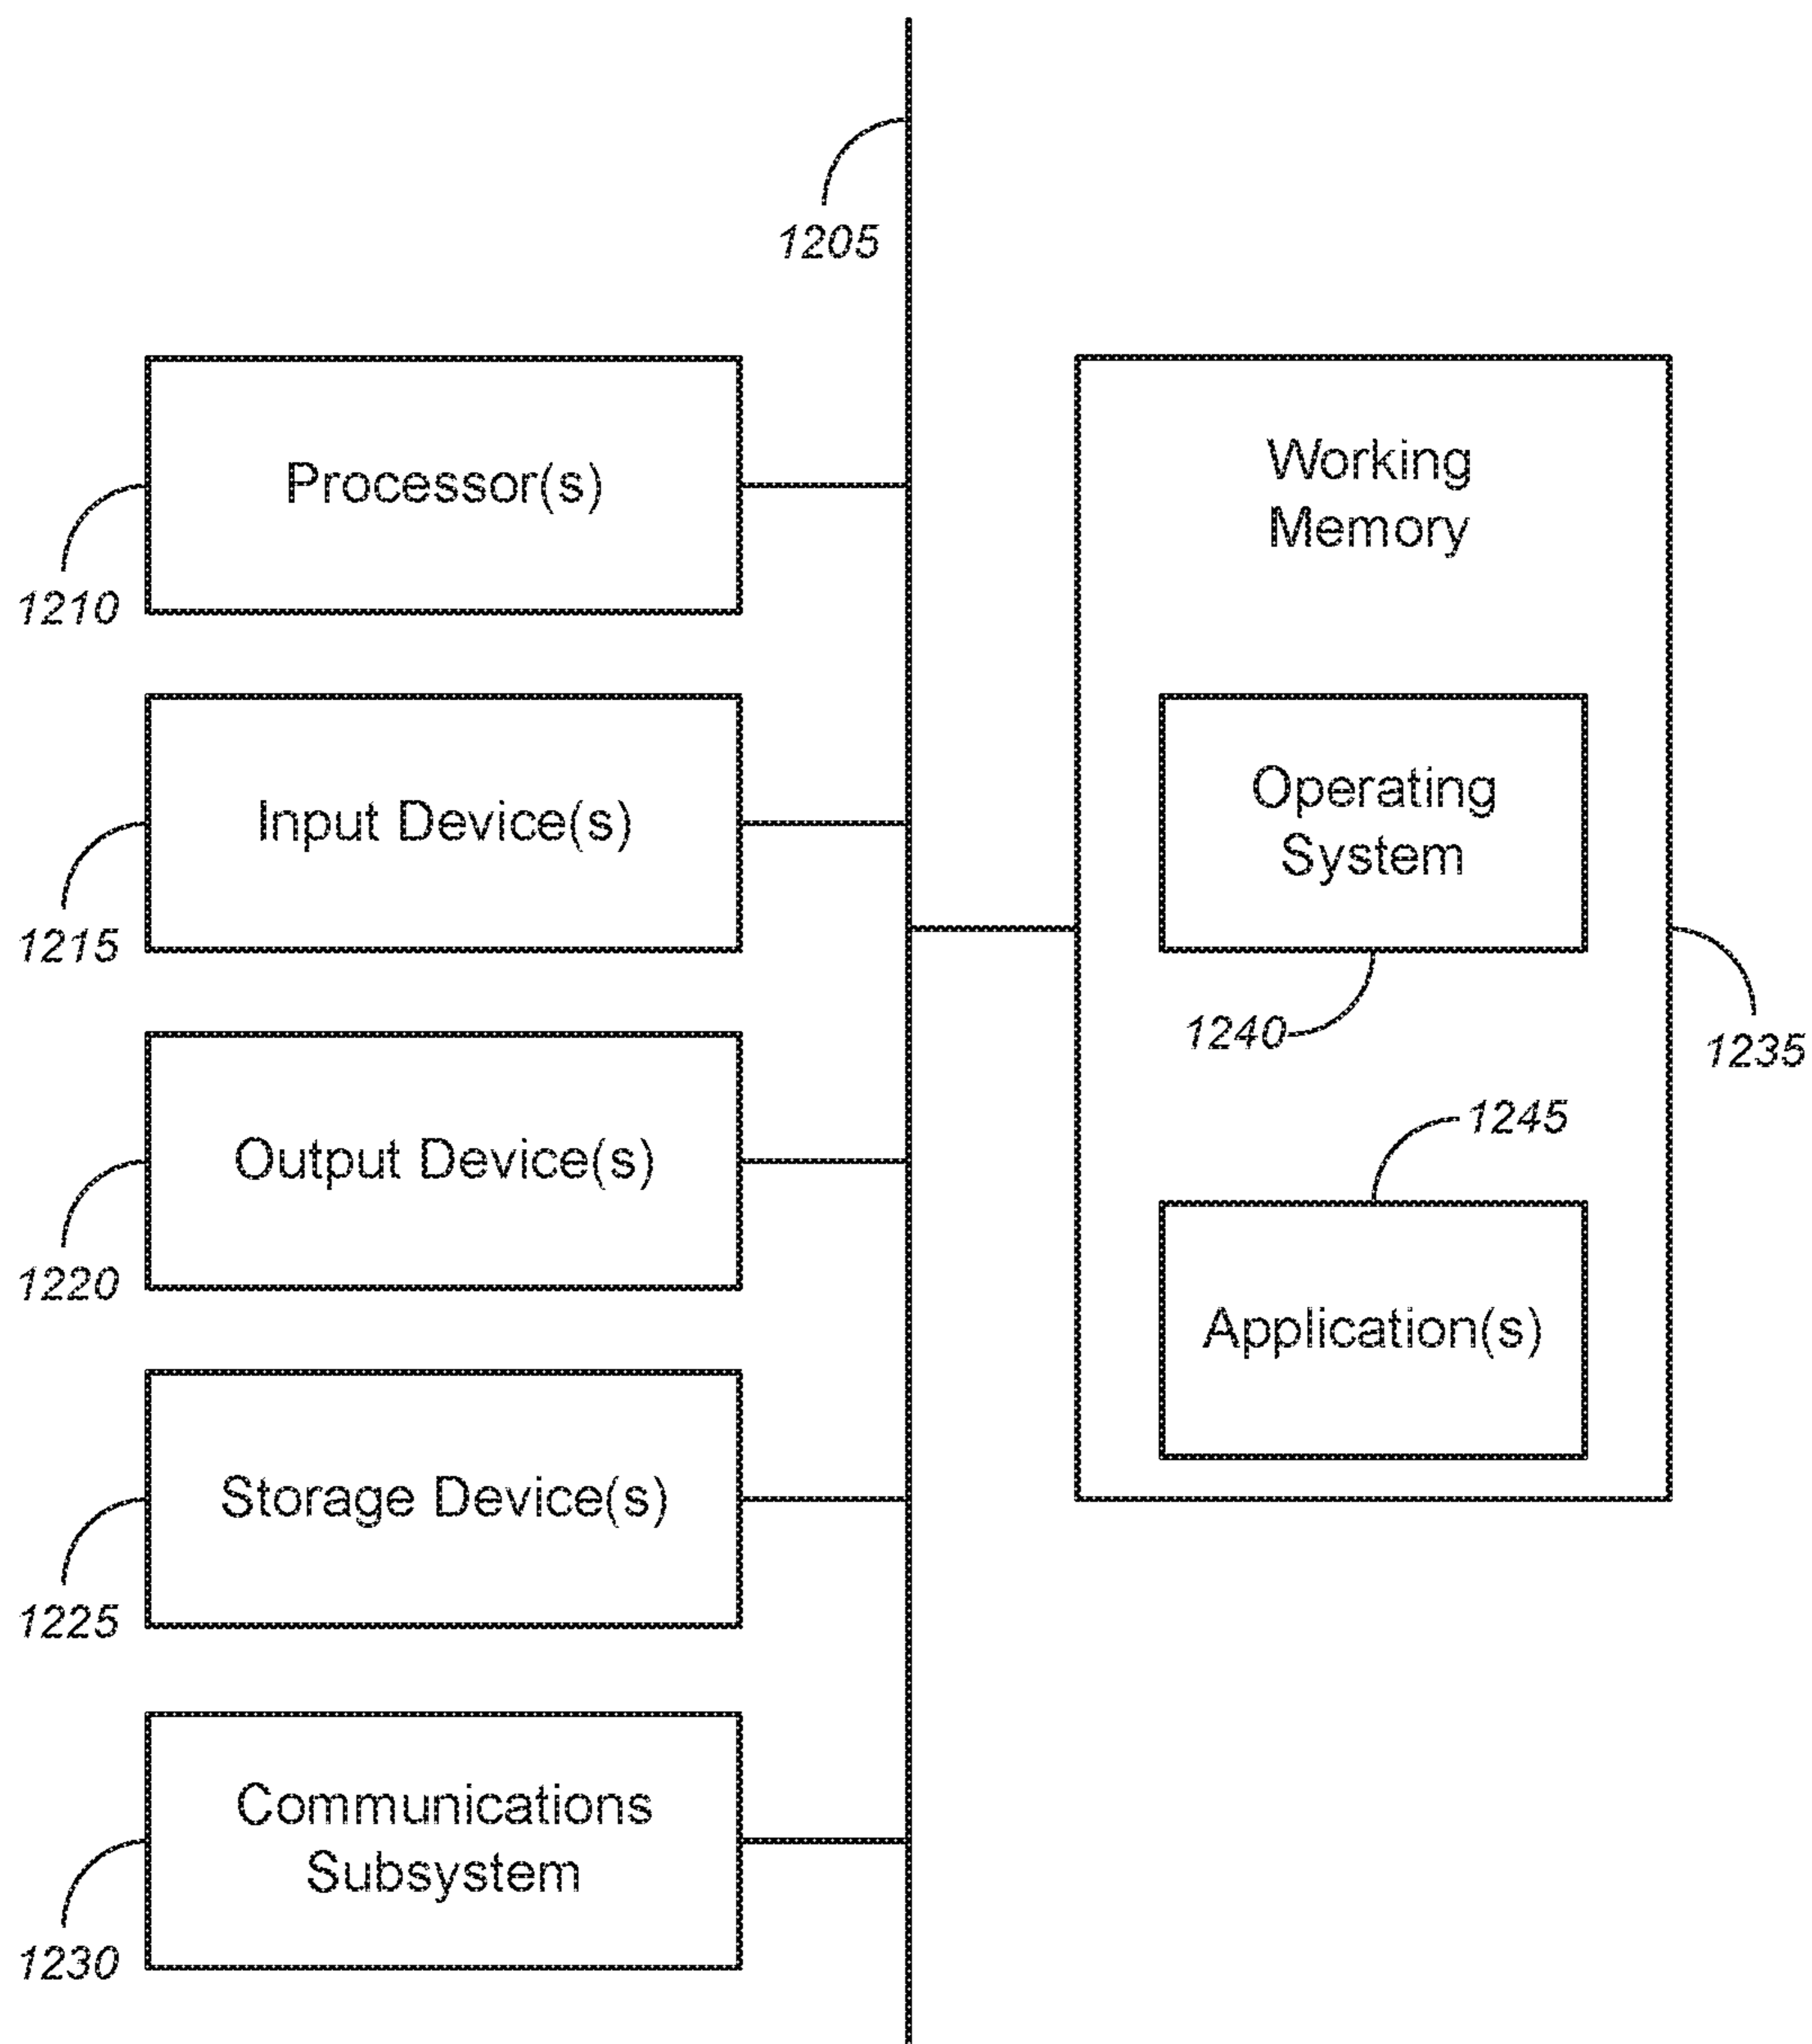 1205
Processor(s)
1210
Input Device(s)
1215
Output Device(s)
1220
Storage Device(s)
1225
Communications
Subsystem
1230
Working
Memory
Operating
System
1240
1235
1245
Application(s)